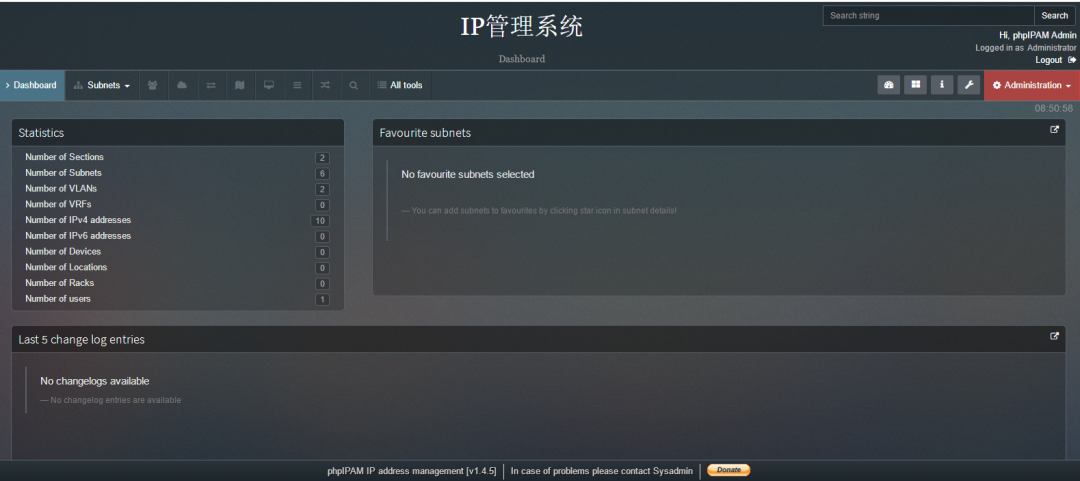 IP管理系统
Dashboard
Search string
Search
Hi, phpIPAM Admin
Logged in as Administrator
Logout
Dashboard
Subnets
All tools
Administration
08:50:58
Statistics
Number of Sections 2
Number of Subnets 6
Number of VLANs 2
Number of VRFs 0
Number of IPv4 addresses 10
Number of IPv6 addresses 0
Number of Devices 0
Number of Locations 0
Number of Racks 0
Number of users 1
Favourite subnets
No favourite subnets selected
— You can add subnets to favourites by clicking star icon in subnet details!
Last 5 change log entries
No changelogs available
— No changelog entries are available
phpIPAM IP address management [v1.4.5] In case of problems please contact Sysadmin Donate